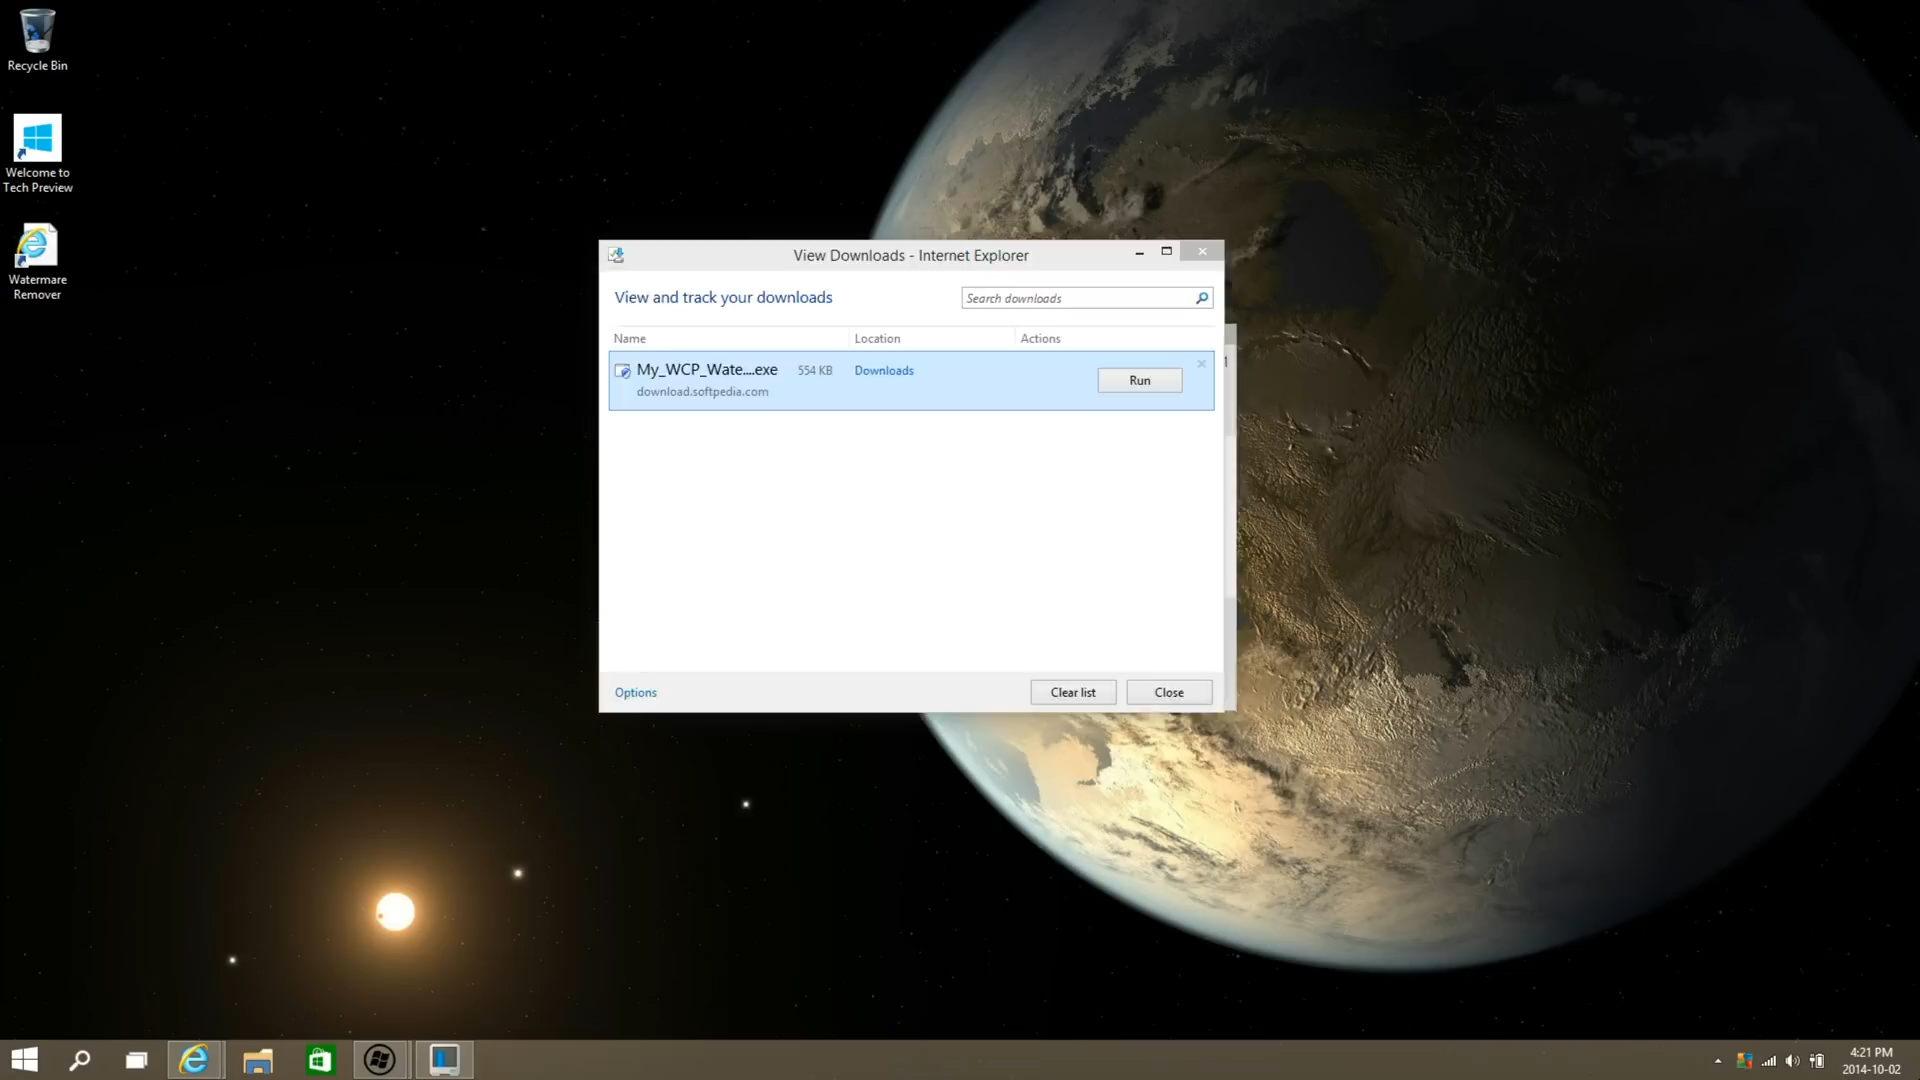 Recycle Bin
Welcome to
Tech Preview
Watermare
Remover
View Downloads - Internet Explorer
View and track your downloads
Search downloads
Name
Location
Actions
My_WCP_Wate....exe
554 KB
Downloads
Run
download.softpedia.com
Options
Clear list
Close
4:21 PM
2014-10-02